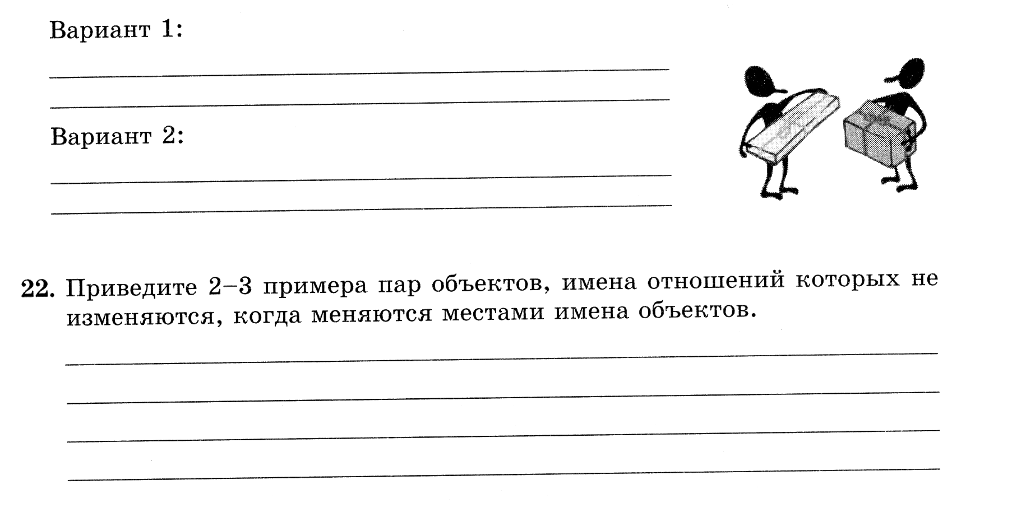 Вариант 1:
Вариант 2:
22. Приведите 2–3 примера пар объектов, имена отношений которых не
изменяются, когда меняются местами имена объектов.